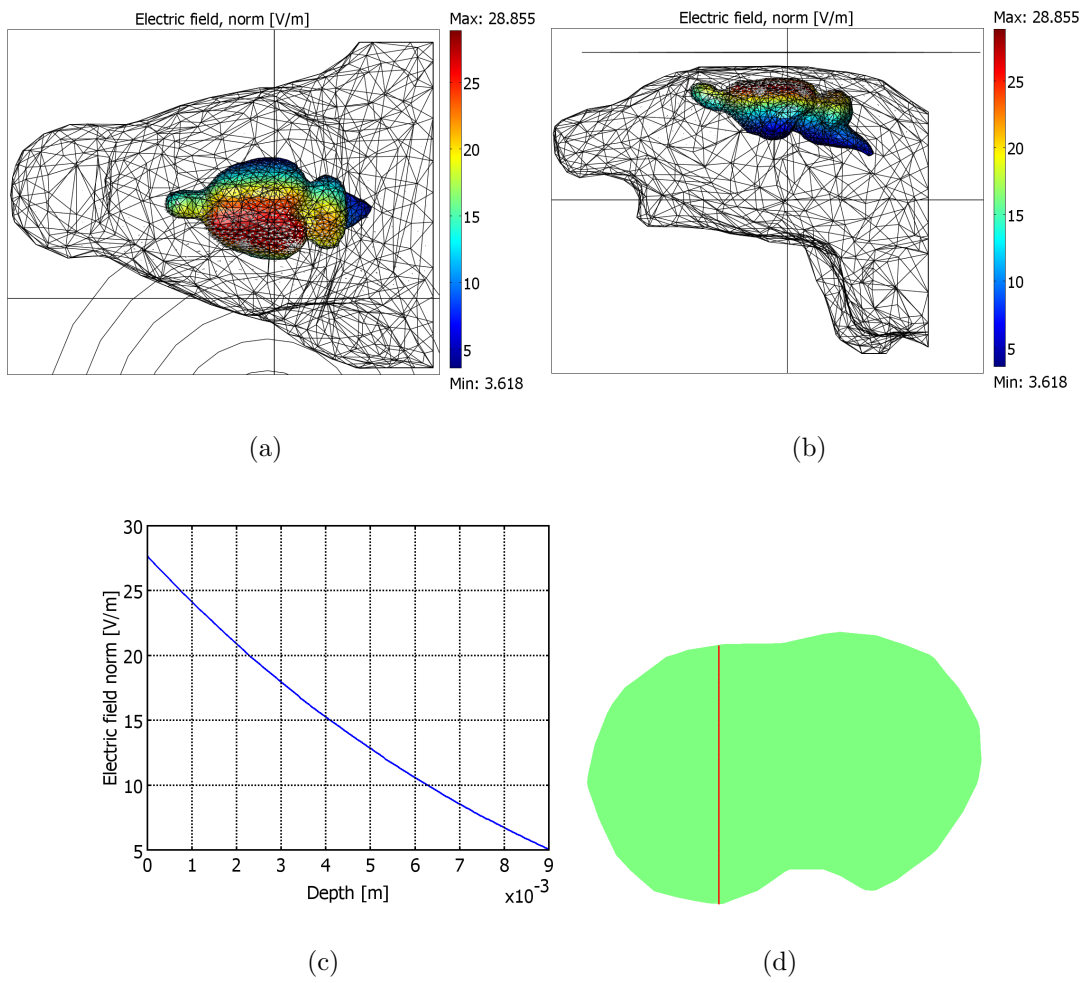 Electric field, norm [V/m]
Max: 28.855
25
20
15
10
5
Min: 3.618
(a)
Electric field, norm [V/m]
Max: 28.855
25
20
15
10
5
Min: 3.618
(b)
Electric field norm [V/m]
30
25
20
15
10
5
0 1 2 3 4 5 6 7 8 9
Depth [m]
x10-3
(c)
(d)